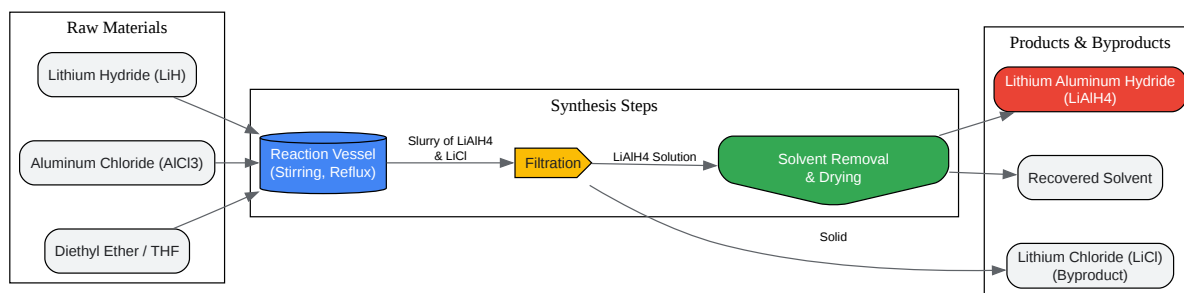 Raw Materials
Lithium Hydride (LiH)
Aluminum Chloride (AlCl3)
Diethyl Ether / THF
Synthesis Steps
Reaction Vessel
(Stirring, Reflux)
Slurry of LiAlH4
& LiCl
Filtration
LiAlH4 Solution
Solvent Removal
& Drying
Solid
Products & Byproducts
Lithium Aluminum Hydride
(LiAlH4)
Recovered Solvent
Lithium Chloride (LiCl)
(Byproduct)